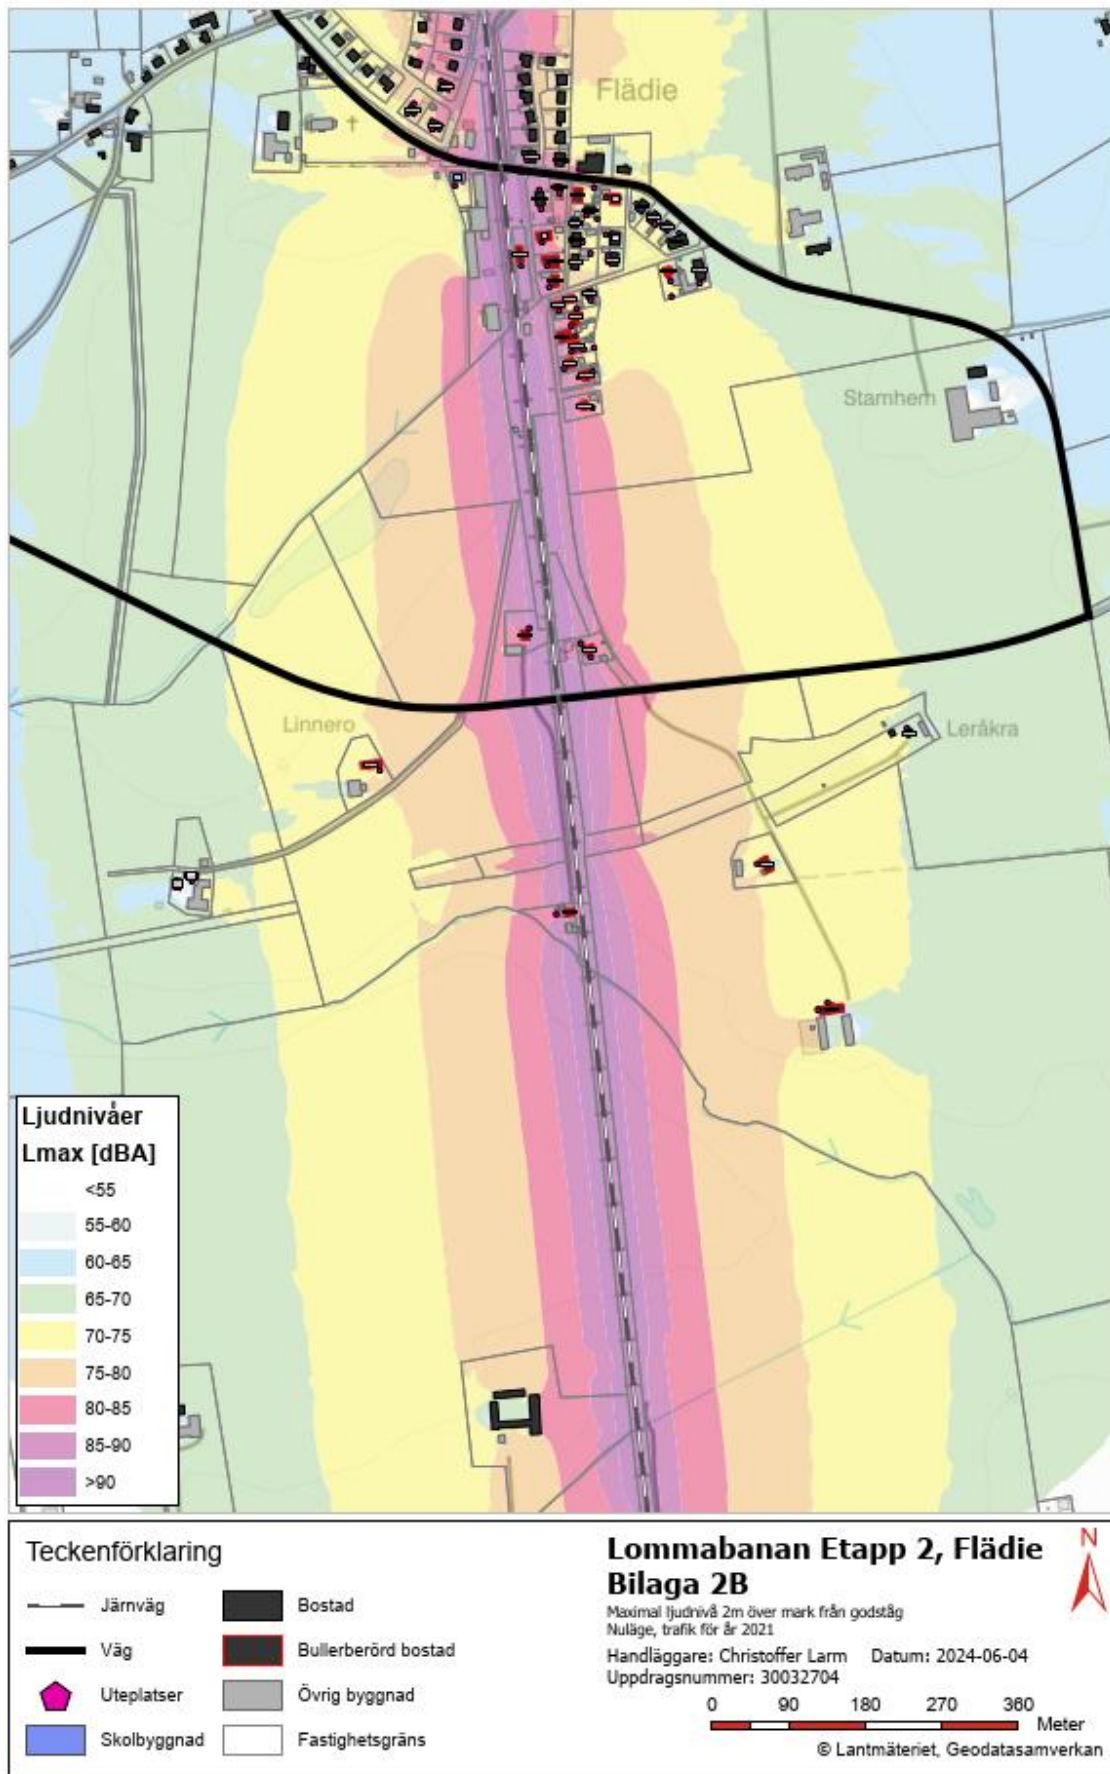 Flädie
Stamhem
Linnero
Leråkra
Ljudnivåer
Lmax [dBA]
<55
55-60
60-65
65-70
70-75
75-80
80-85
85-90
>90
Teckenförklaring
Järnväg
Väg
Uteplatser
Skolbyggnad
Bostad
Bullerberörd bostad
Övrig byggnad
Fastighetsgräns
Lommabanan Etapp 2, Flädie
Bilaga 2B
Maximal ljudnivå 2m över mark från godståg
Nuläge, trafik för år 2021
Handläggare: Christoffer Larm Datum: 2024-06-04
Uppdragsnummer: 30032704
N
0 90 180 270 360
Meter
© Lantmäteriet, Geodatasamverkan